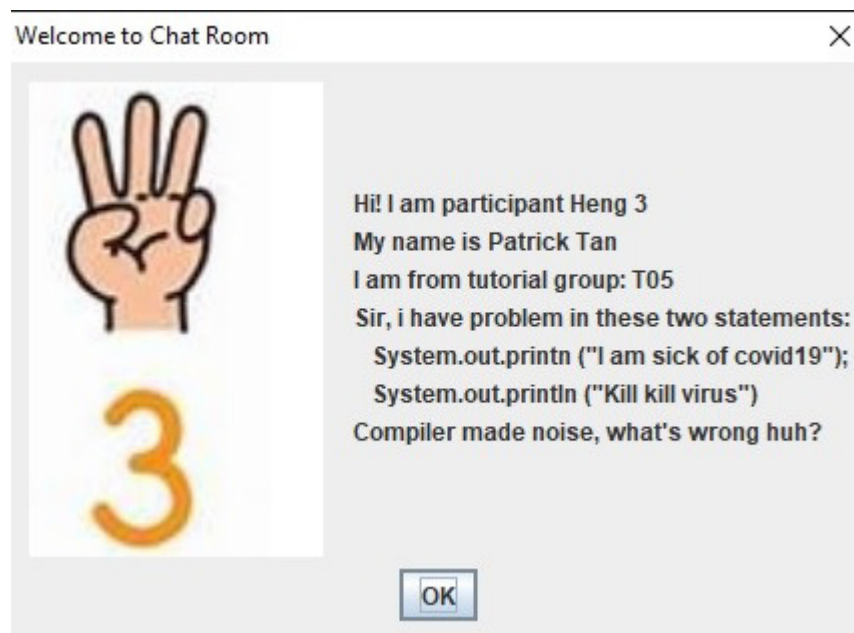 Welcome to Chat Room
Hi! I am participant Heng 3
My name is Patrick Tan
I am from tutorial group: T05
Sir, i have problem in these two statements:
System.out.printn ("I am sick of covid19");
System.out.println ("Kill kill virus")
Compiler made noise, what's wrong huh?
3
OK